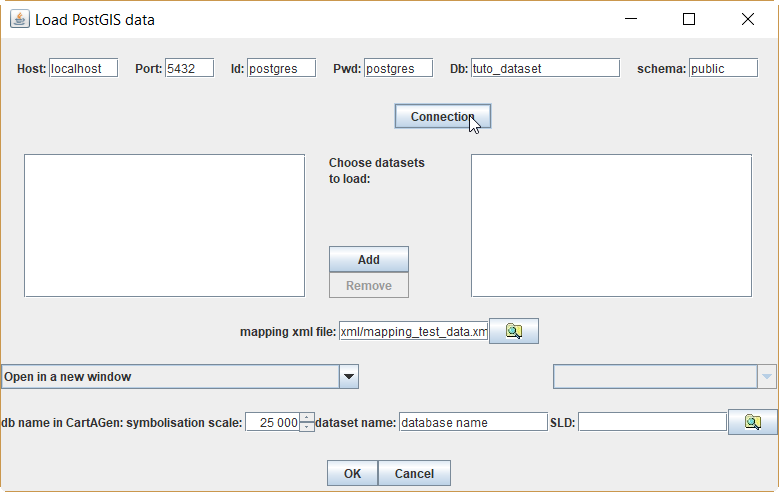 Load PostGIS data
Host: localhost Port: 5432 Id: postgres Pwd: postgres Db: tuto_dataset schema: public
Connection
Choose datasets
to load:
Add
Remove
mapping xml file: xml/mapping_test_data.xm
Open in a new window
db name in CartAGen: symbolisation scale: 25 000 dataset name: database name SLD:
OK Cancel